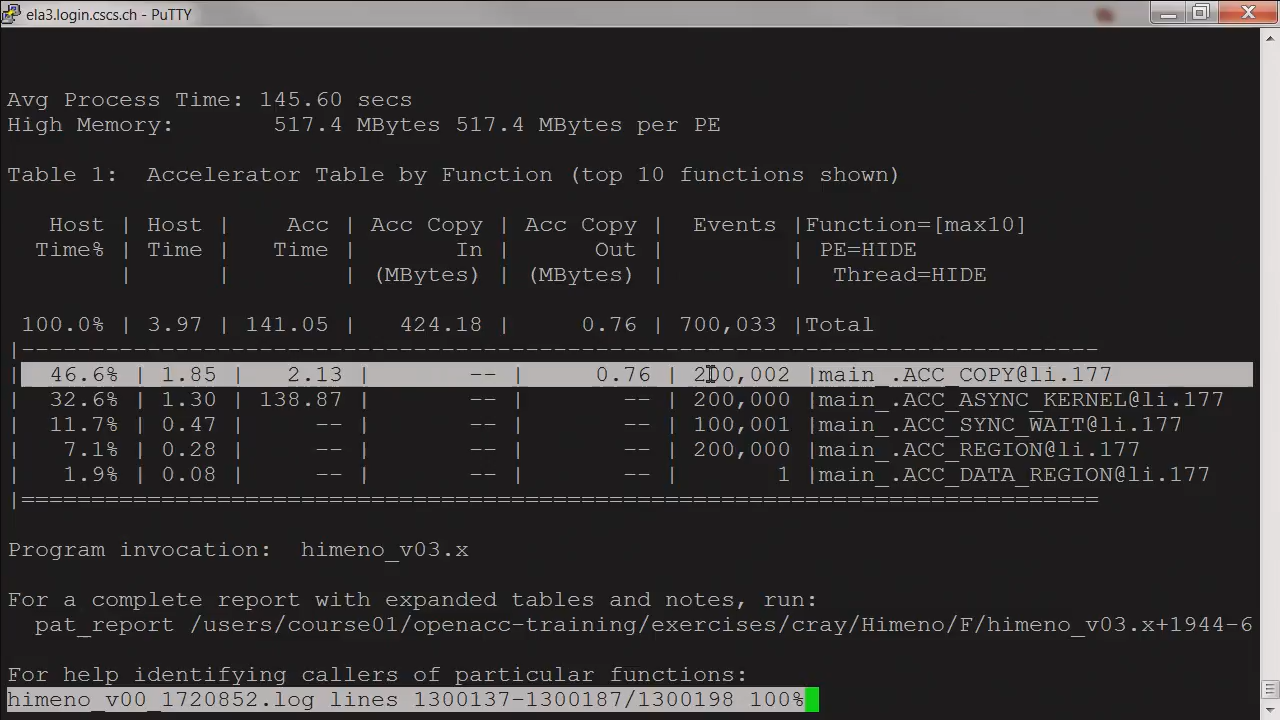 ela3.login.cscs.ch - PuTTY
Avg Process Time: 145.60 secs
High Memory:       517.4 MBytes 517.4 MBytes per PE
Table 1:  Accelerator Table by Function (top 10 functions shown)
Host | Host |     Acc | Acc Copy | Acc Copy |  Events |Function=[max10]
Time% | Time |    Time |       In |      Out |         | PE=HIDE
|      |         | (MBytes) | (MBytes) |         |  Thread=HIDE
100.0% | 3.97 | 141.05 |   424.18 |     0.76 | 700,033 |Total
|-----------------------------------------------------------------------------
|  46.6% | 1.85 |   2.13 |       -- |     0.76 | 200,002 |main_.ACC_COPY@li.177
|  32.6% | 1.30 | 138.87 |       -- |       -- | 200,000 |main_.ACC_ASYNC_KERNEL@li.177
|  11.7% | 0.47 |     -- |       -- |       -- | 100,001 |main_.ACC_SYNC_WAIT@li.177
|   7.1% | 0.28 |     -- |       -- |       -- | 200,000 |main_.ACC_REGION@li.177
|   1.9% | 0.08 |     -- |       -- |       -- |       1 |main_.ACC_DATA_REGION@li.177
|=============================================================================
Program invocation:  himeno_v03.x
For a complete report with expanded tables and notes, run:
pat_report /users/course01/openacc-training/exercises/cray/Himeno/F/himeno_v03.x+1944-6
For help identifying callers of particular functions:
himeno_v00_1720852.log lines 1300137-1300187/1300198 100%